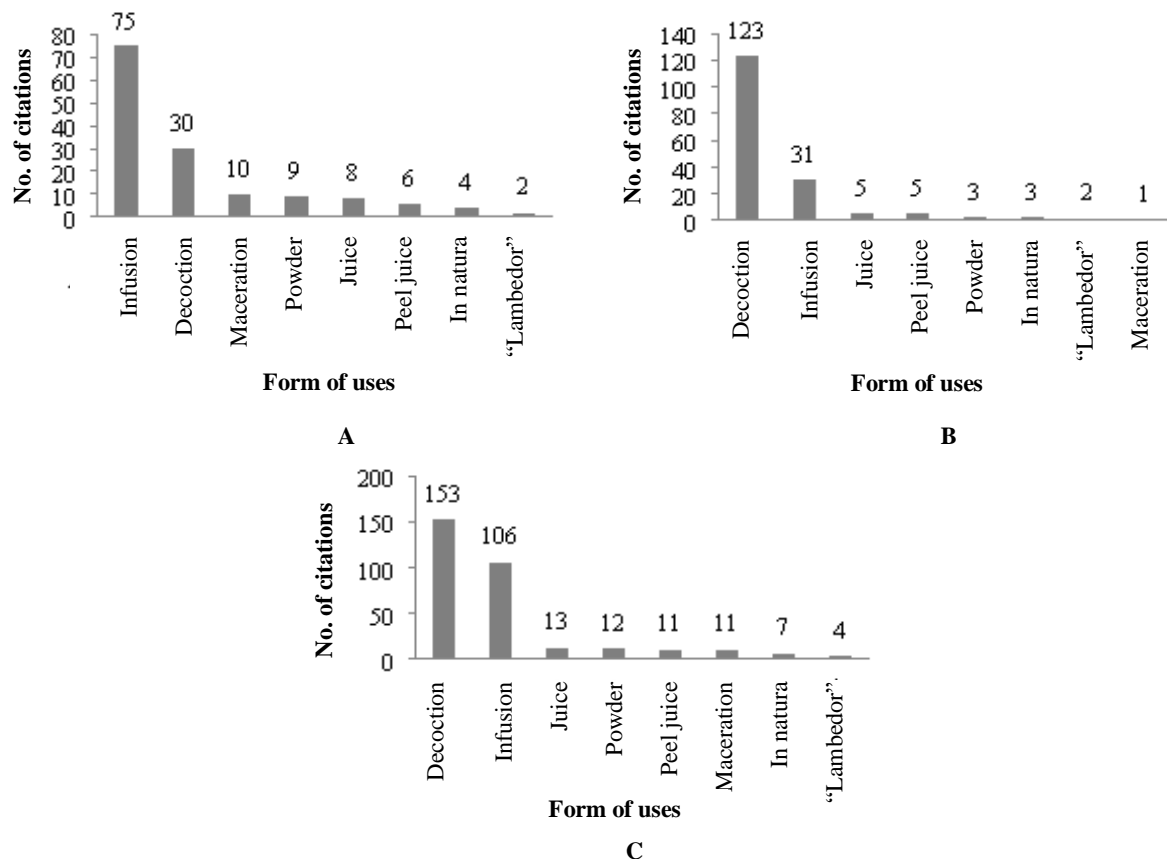 No. of citations
80
70
60
50
40
30
20
10
0
75
30
10
9
8
6
4
2
Infusion
Decoction
Maceration
Powder
Juice
Peel juice
In natura
“Lambedor”
Form of uses
A
No. of citations
140
120
100
80
60
40
20
0
123
31
5
5
3
3
2
1
Decoction
Infusion
Juice
Peel juice
Powder
In natura
“Lambedor”
Maceration
Form of uses
B
No. of citations
200
150
100
50
0
153
106
13
12
11
11
7
4
Decoction
Infusion
Juice
Powder
Peel juice
Maceration
In natura
“Lambedor”
Form of uses
C